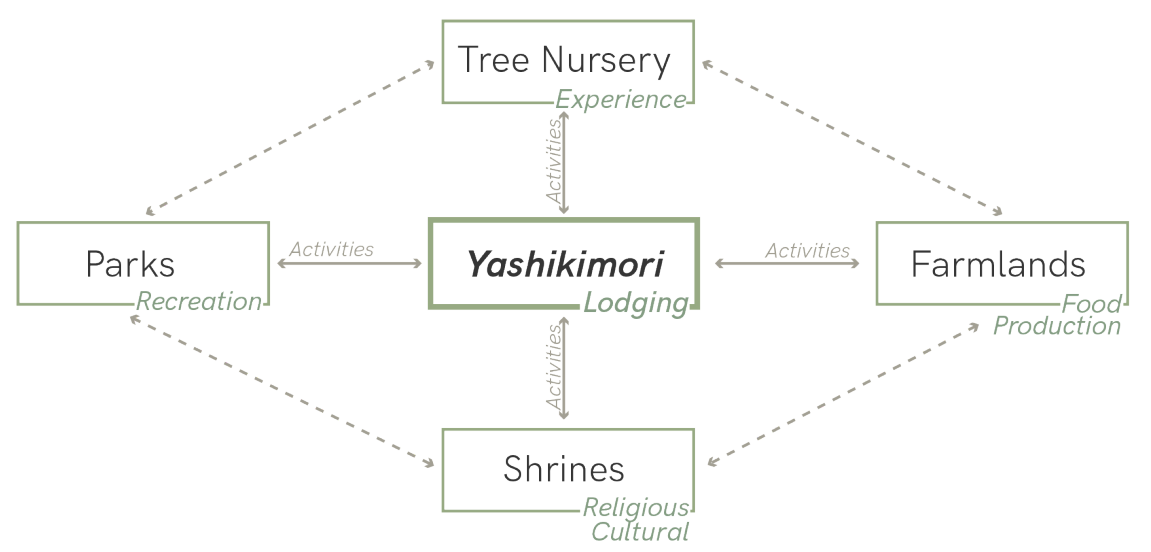 Tree Nursery
Experience
Activities
Parks
Recreation
Activities
Yashikimori
Lodging
Activities
Farmlands
Food
Production
Activities
Shrines
Religious
Cultural